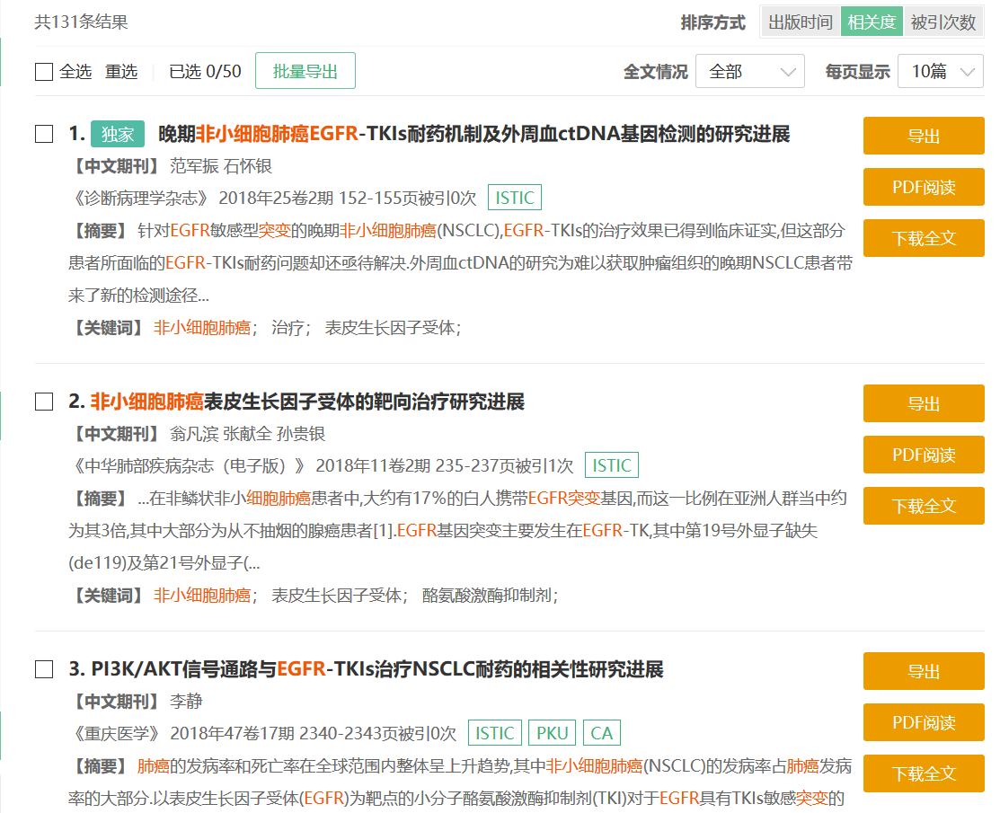 共131条结果
排序方式 出版时间 相关度 被引次数
全选 重选 已选 0/50 批量导出 全文情况 全部 每页显示 10篇
1. 独家 晚期非小细胞肺癌EGFR-TKIs耐药机制及外周血ctDNA基因检测的研究进展
导出
【中文期刊】 范军振 石怀银
PDF阅读
《诊断病理学杂志》 2018年25卷2期 152-155页被引0次 ISTIC
【摘要】 针对EGFR敏感型突变的晚期非小细胞肺癌(NSCLC),EGFR-TKIs的治疗效果已得到临床证实,但这部分
下载全文
患者所面临的EGFR-TKIs耐药问题却还亟待解决.外周血ctDNA的研究为难以获取肿瘤组织的晚期NSCLC患者带
来了新的检测途径...
【关键词】 非小细胞肺癌； 治疗； 表皮生长因子受体；
2. 非小细胞肺癌表皮生长因子受体的靶向治疗研究进展
导出
【中文期刊】 翁凡滨 张献全 孙贵银
PDF阅读
《中华肺部疾病杂志（电子版）》 2018年11卷2期 235-237页被引1次 ISTIC
【摘要】 ...在非鳞状非小细胞肺癌患者中,大约有17%的白人携带EGFR突变基因,而这一比例在亚洲人群当中约
下载全文
为其3倍,其中大部分为从不抽烟的腺癌患者[1].EGFR基因突变主要发生在EGFR-TK,其中第19号外显子缺失
(de119)及第21号外显子(...
【关键词】 非小细胞肺癌； 表皮生长因子受体； 酪氨酸激酶抑制剂；
3. PI3K/AKT信号通路与EGFR-TKIs治疗NSCLC耐药的相关性研究进展
导出
【中文期刊】 李静
PDF阅读
《重庆医学》 2018年47卷17期 2340-2343页被引0次 ISTIC PKU CA
【摘要】 肺癌的发病率和死亡率在全球范围内整体呈上升趋势,其中非小细胞肺癌(NSCLC)的发病率占肺癌发病
下载全文
率的大部分.以表皮生长因子受体(EGFR)为靶点的小分子酪氨酸激酶抑制剂(TKI)对于EGFR具有TKIs敏感突变的